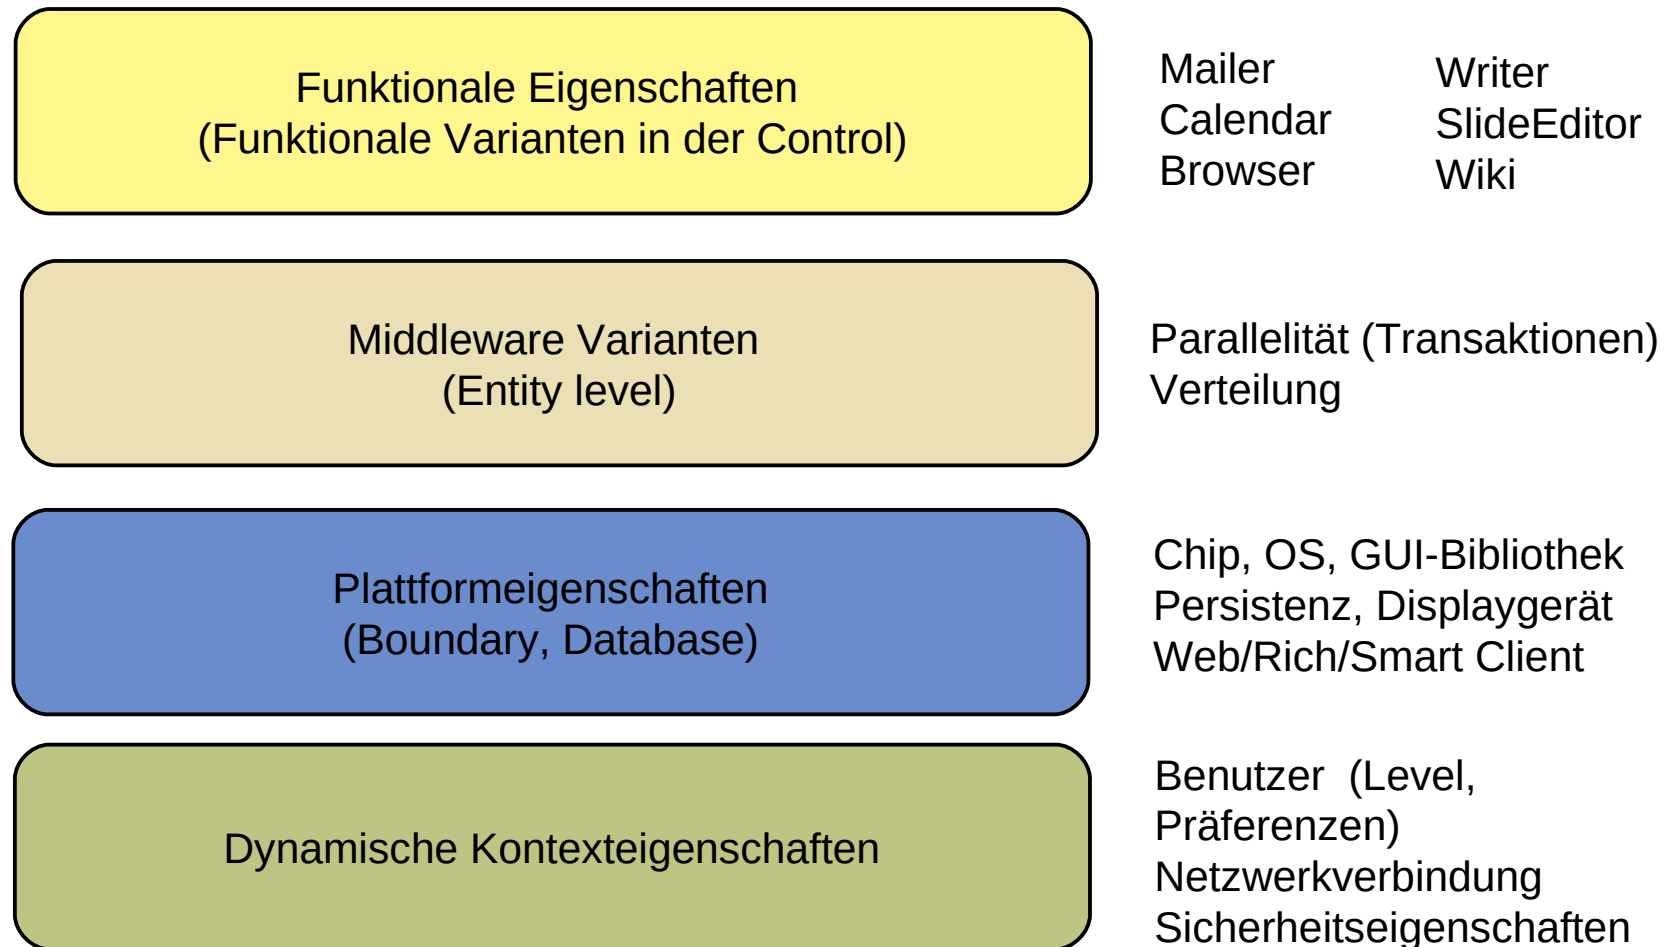 Funktionale Eigenschaften
(Funktionale Varianten in der Control)
Mailer
Calendar
Browser
Writer
SlideEditor
Wiki
Middleware Varianten
(Entity level)
Parallelität (Transaktionen)
Verteilung
Plattformeigenschaften
(Boundary, Database)
Chip, OS, GUI-Bibliothek
Persistenz, Displaygerät
Web/Rich/Smart Client
Dynamische Kontexteigenschaften
Benutzer  (Level,
Präferenzen)
Netzwerkverbindung
Sicherheitseigenschaften